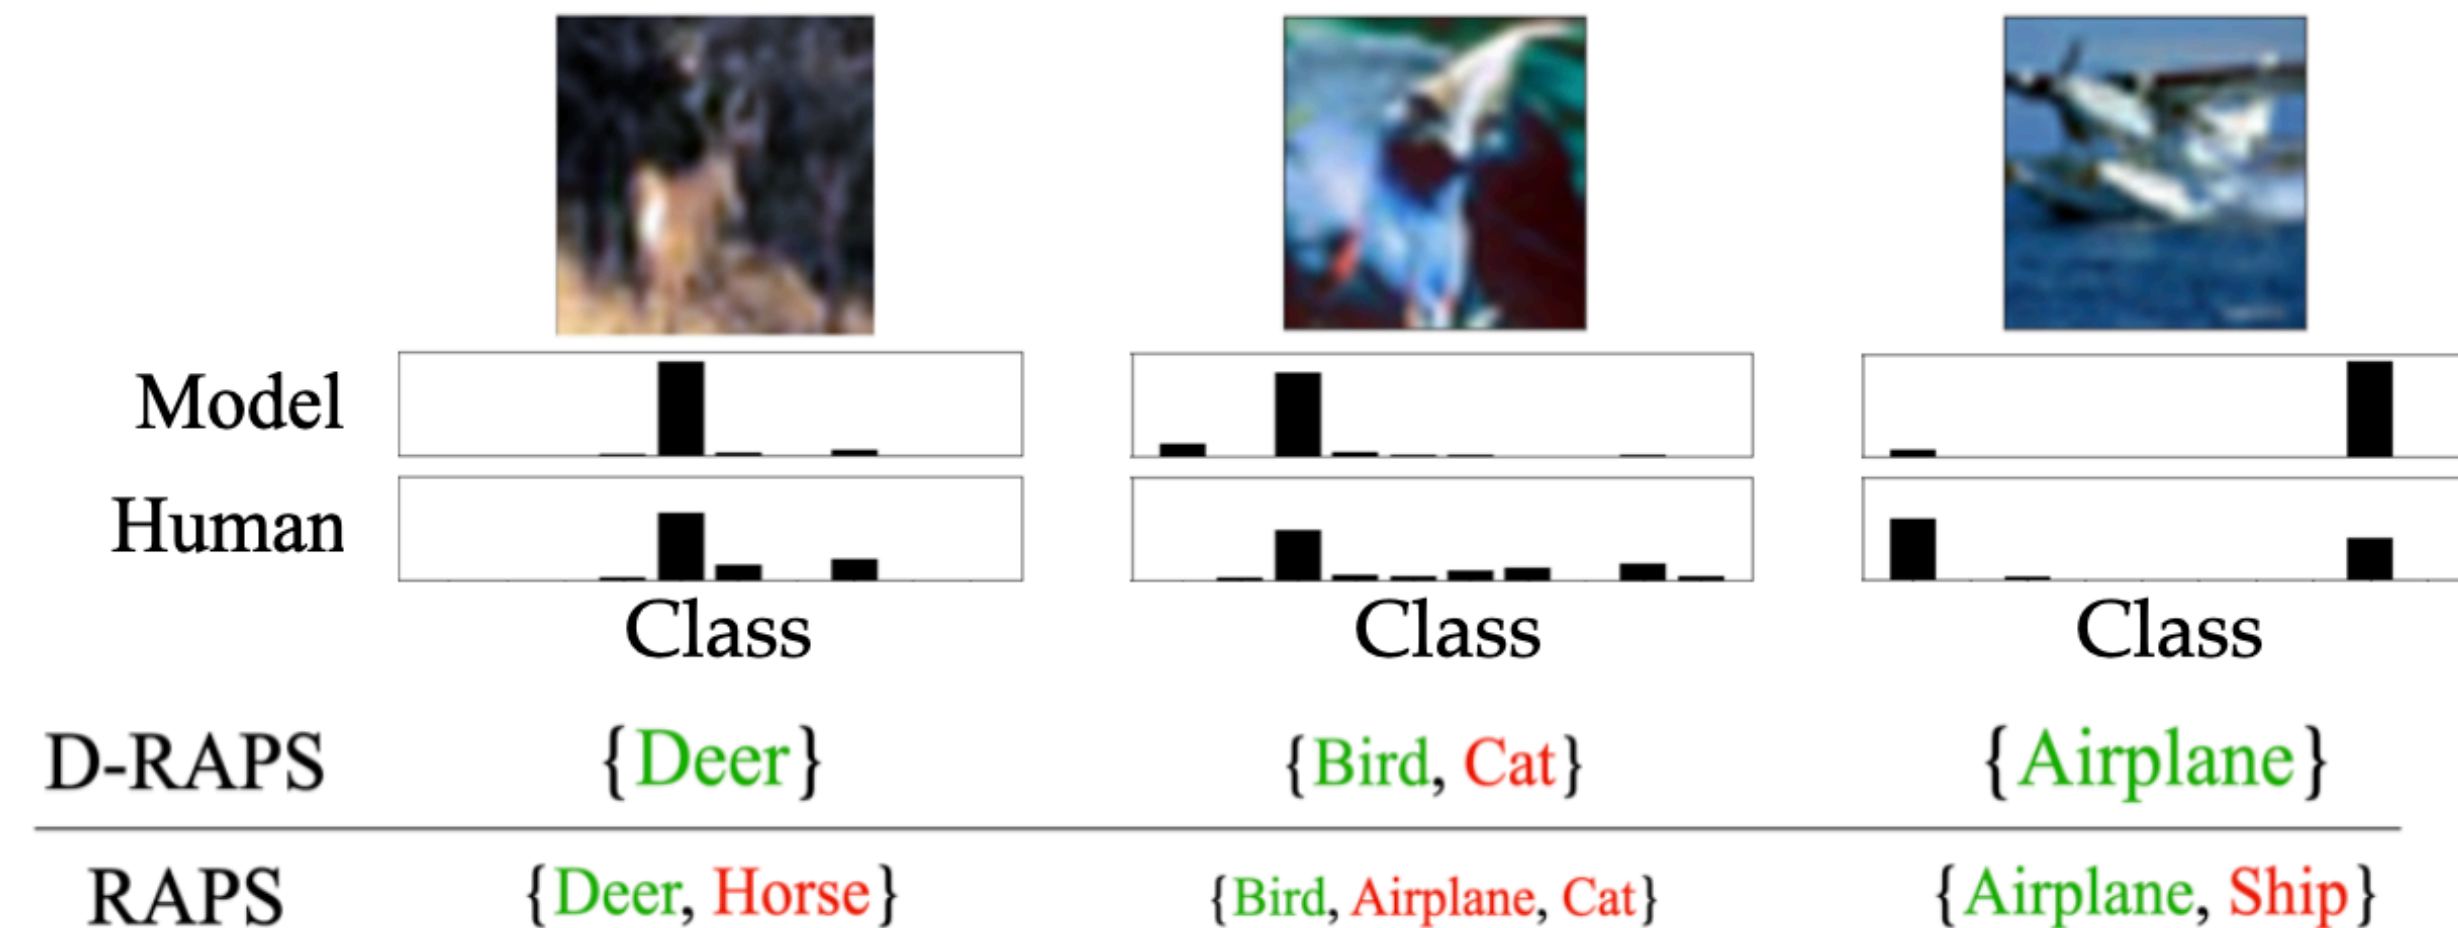 Model
Human
Class Class Class
D-RAPS {Deer} {Bird, Cat} {Airplane}
RAPS {Deer, Horse} {Bird, Airplane, Cat} {Airplane, Ship}